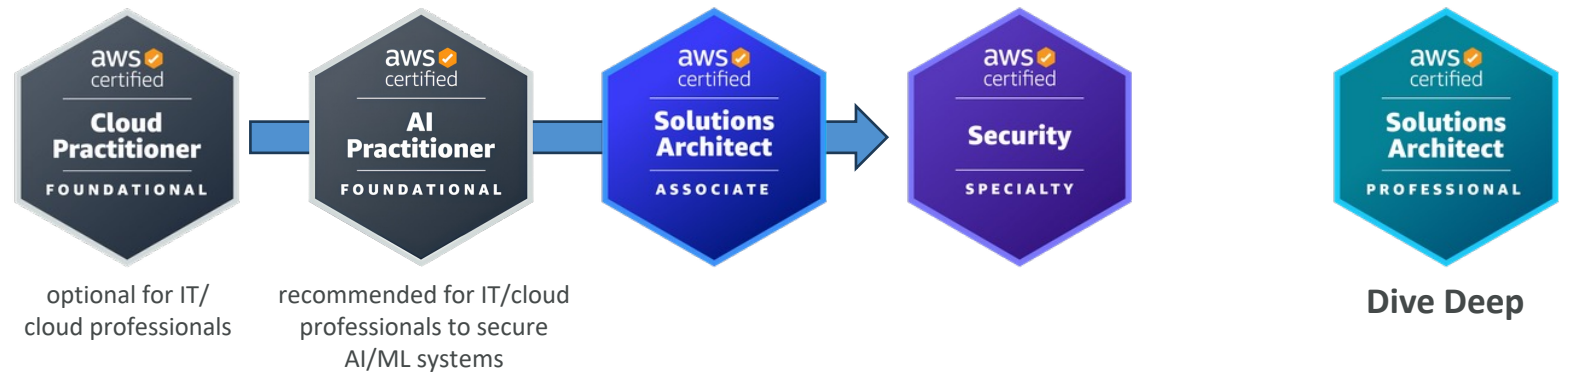 aws
certified
Cloud
Practitioner
FOUNDATIONAL
optional for IT/
cloud professionals
aws
certified
AI
Practitioner
FOUNDATIONAL
recommended for IT/cloud
professionals to secure
AI/ML systems
aws
certified
Solutions
Architect
ASSOCIATE
aws
certified
Security
SPECIALTY
aws
certified
Solutions
Architect
PROFESSIONAL
Dive Deep